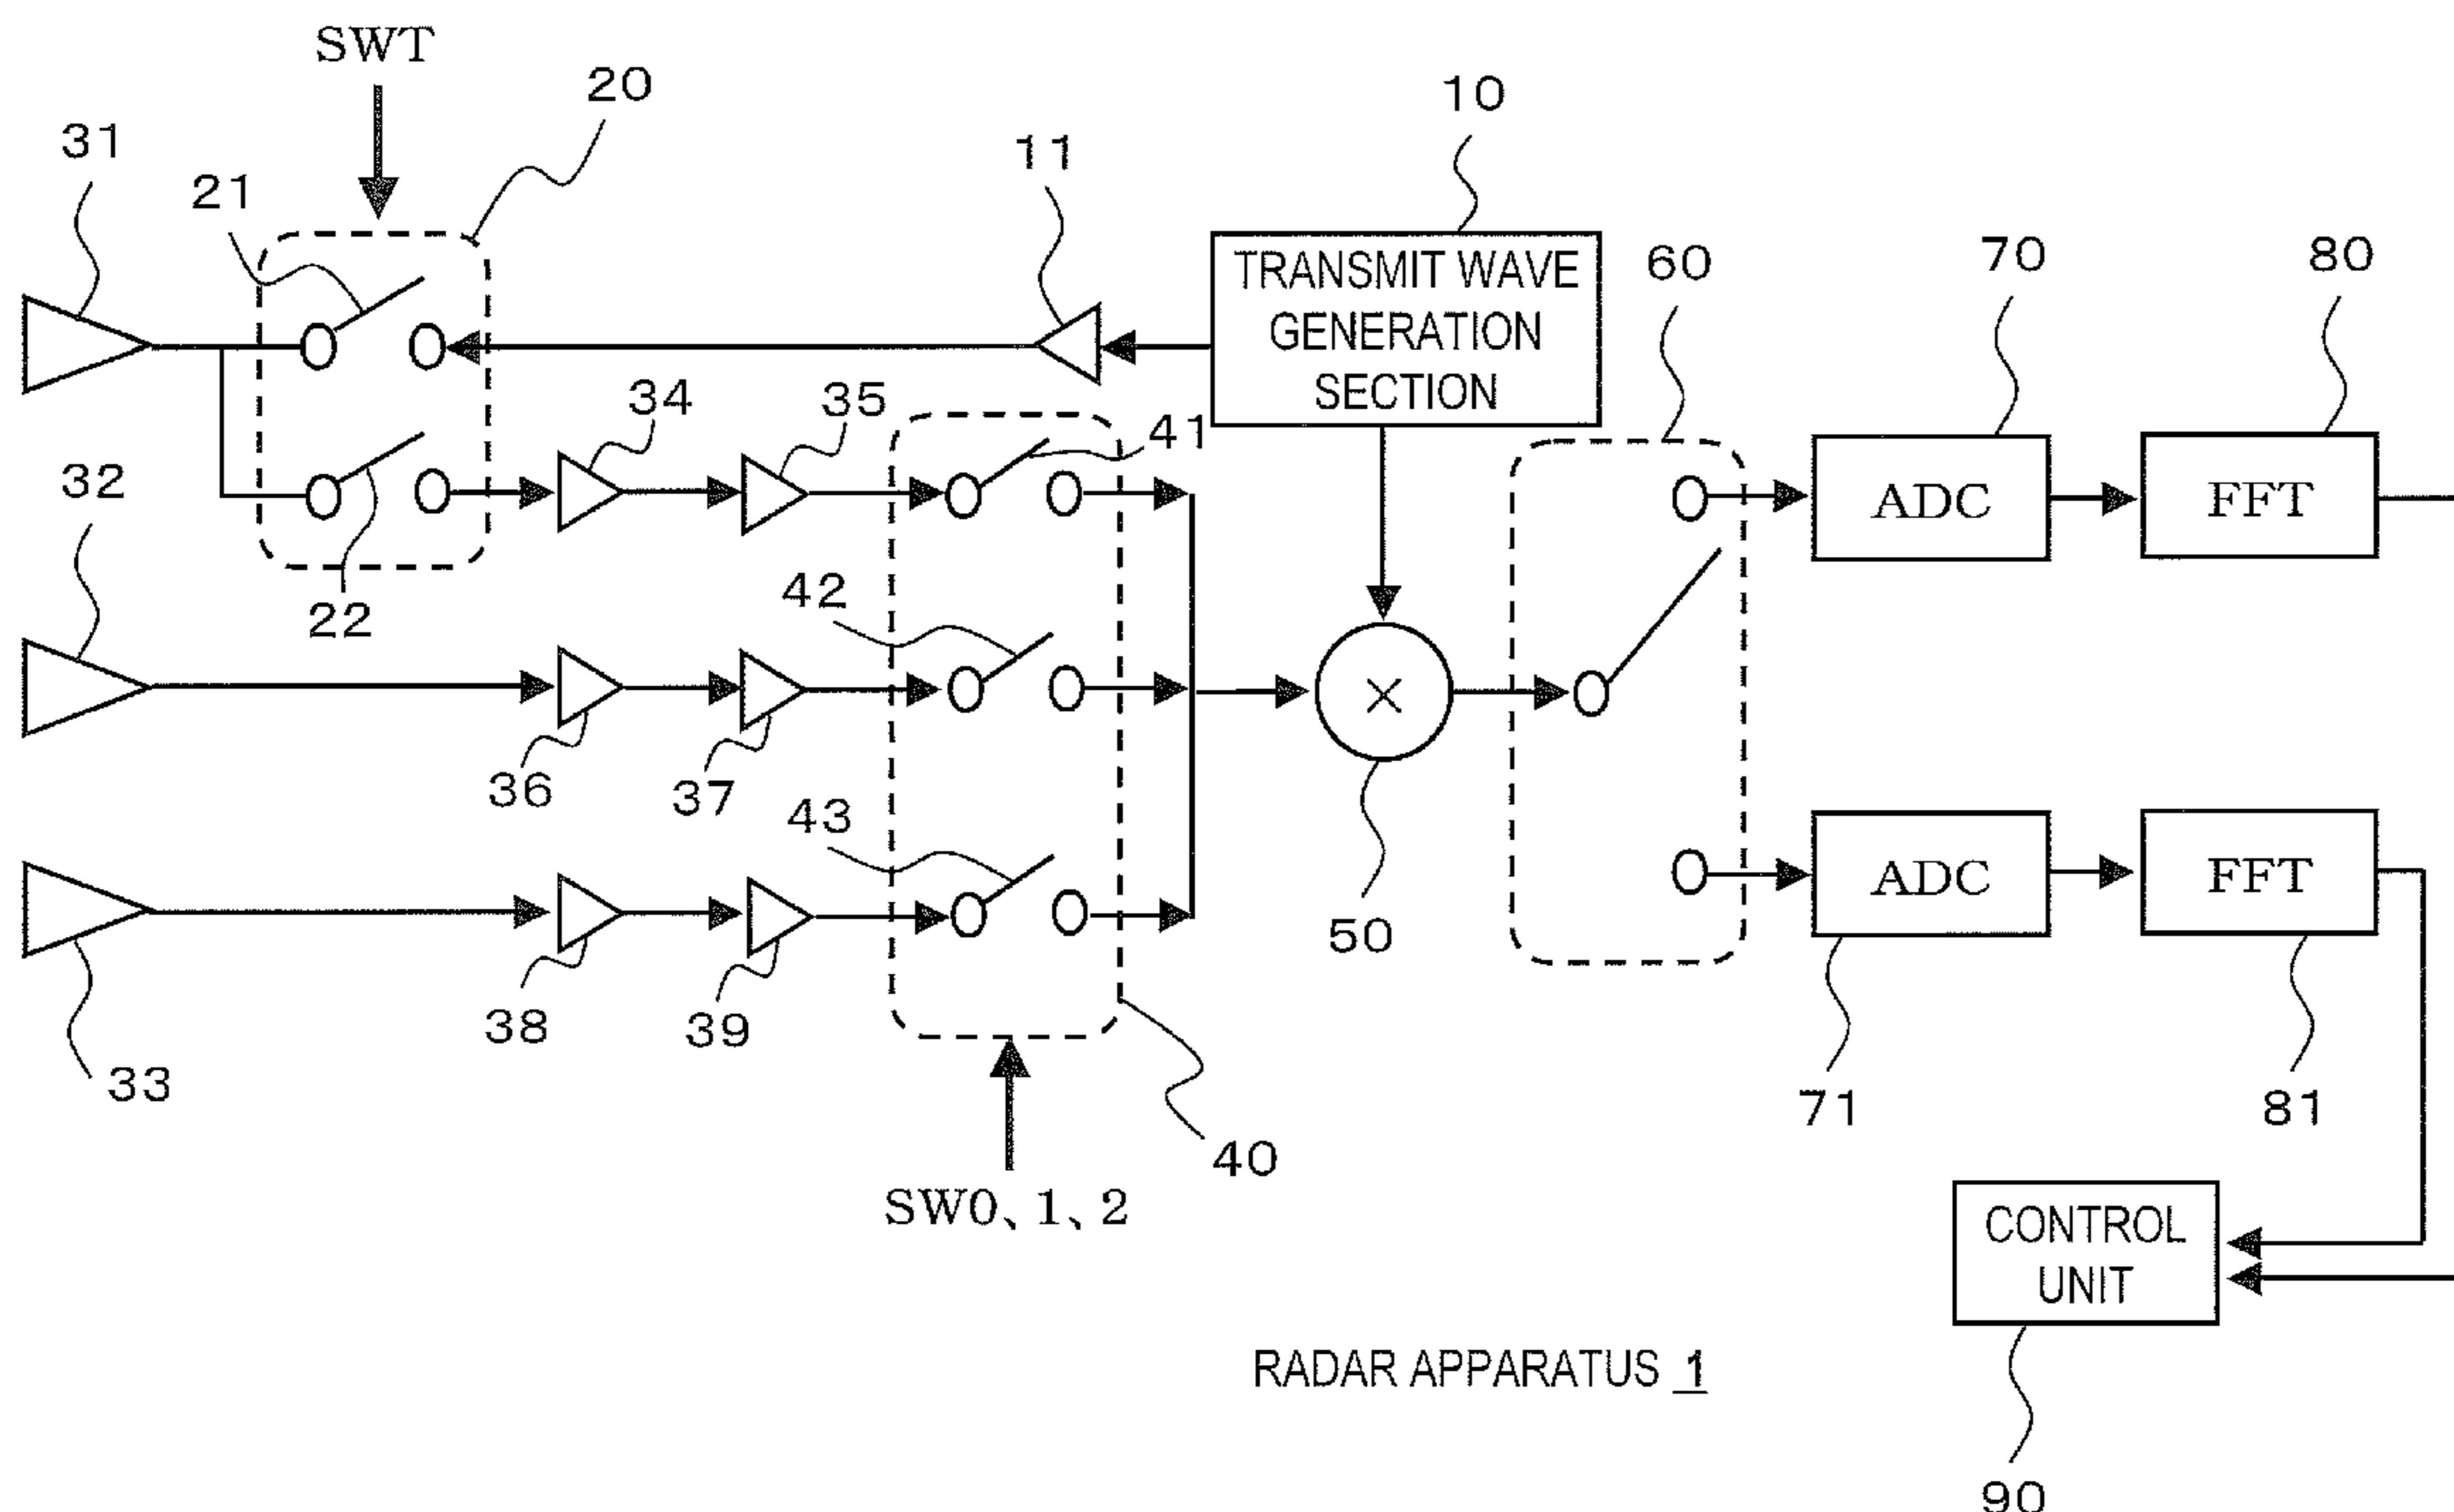 SWT
20
10
31
11
21
TRANSMIT WAVE
GENERATION
SECTION
60
70
80
34
35
41
32
ADC
FFT
22
42
36
37
43
50
ADC
FFT
38
39
33
40
71
81
SW0、1、2
CONTROL
UNIT
RADAR APPARATUS 1
90